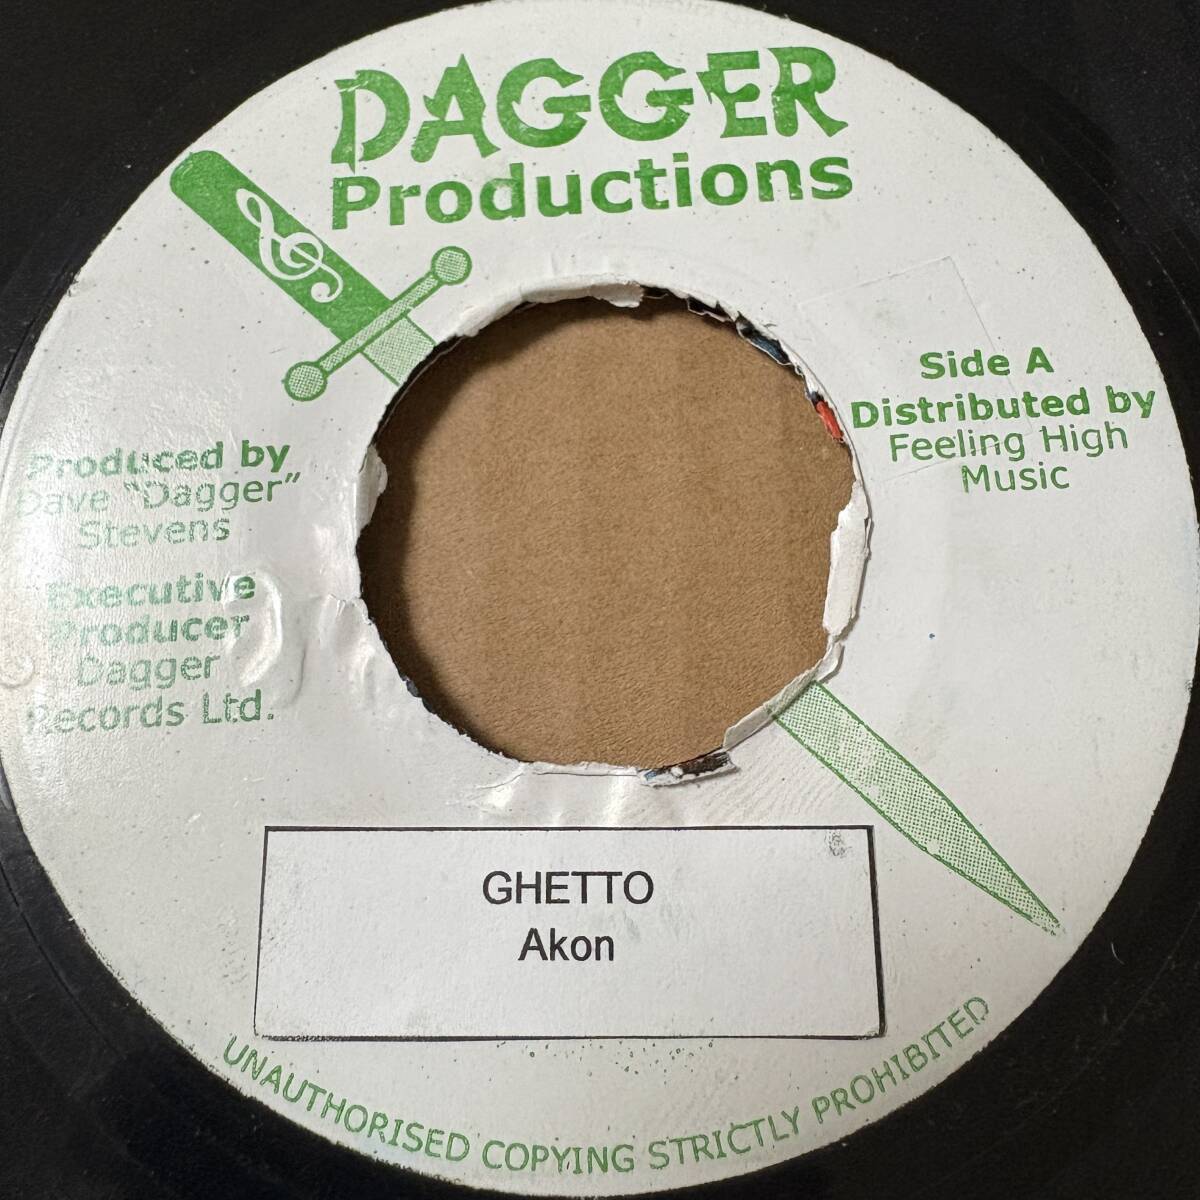 DAGGER
Productions
Produced by
Dave "Dagger"
Stevens
Executive
Producer
Dagger
Records Ltd.
Side A
Distributed by
Feeling High
Music
GHETTO
Akon
UNAUTHORISED COPYING STRICTLY PROHIBITED